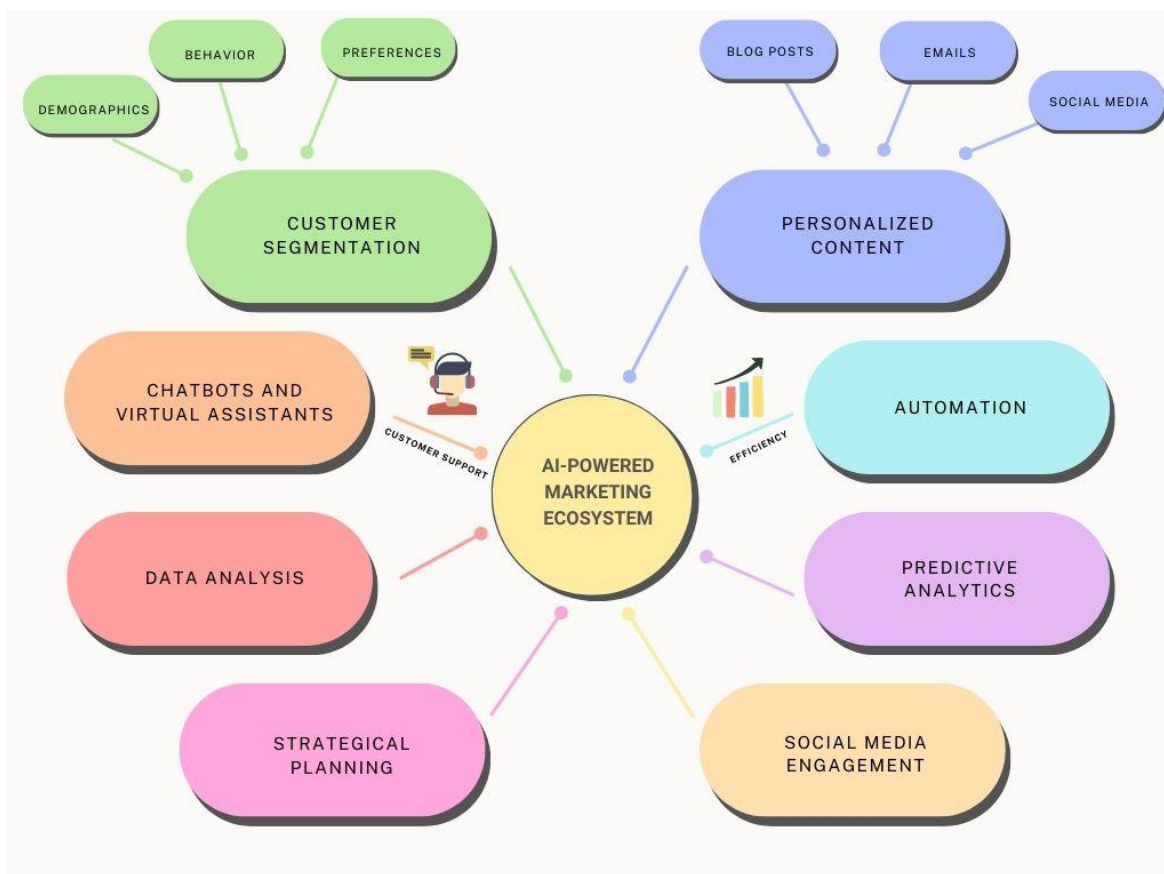 BEHAVIOR
PREFERENCES
DEMOGRAPHICS
BLOG POSTS
EMAILS
SOCIAL MEDIA
CUSTOMER
SEGMENTATION
PERSONALIZED
CONTENT
CHATBOTS AND
VIRTUAL ASSISTANTS
CUSTOMER SUPPORT
AUTOMATION
EFFICIENCY
AI-POWERED
MARKETING
ECOSYSTEM
DATA ANALYSIS
PREDICTIVE
ANALYTICS
STRATEGICAL
PLANNING
SOCIAL MEDIA
ENGAGEMENT